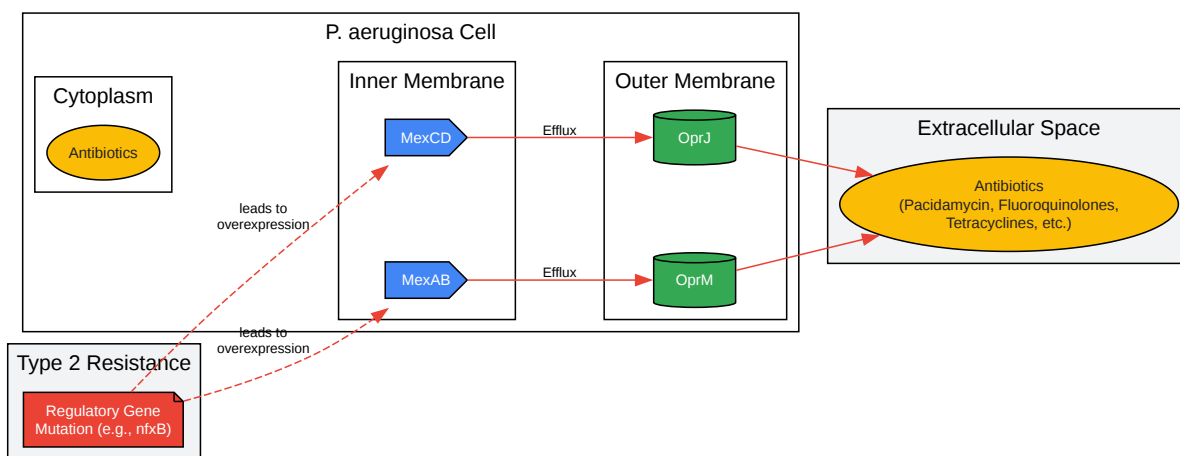 P. aeruginosa Cell
Cytoplasm
Antibiotics
Inner Membrane
MexCD
MexAB
Efflux
Efflux
Outer Membrane
OprJ
OprM
Extracellular Space
Antibiotics
(Pacidamycin, Fluoroquinolones,
Tetracyclines, etc.)
leads to
overexpression
leads to
overexpression
Type 2 Resistance
Regulatory Gene
Mutation (e.g., nfxB)